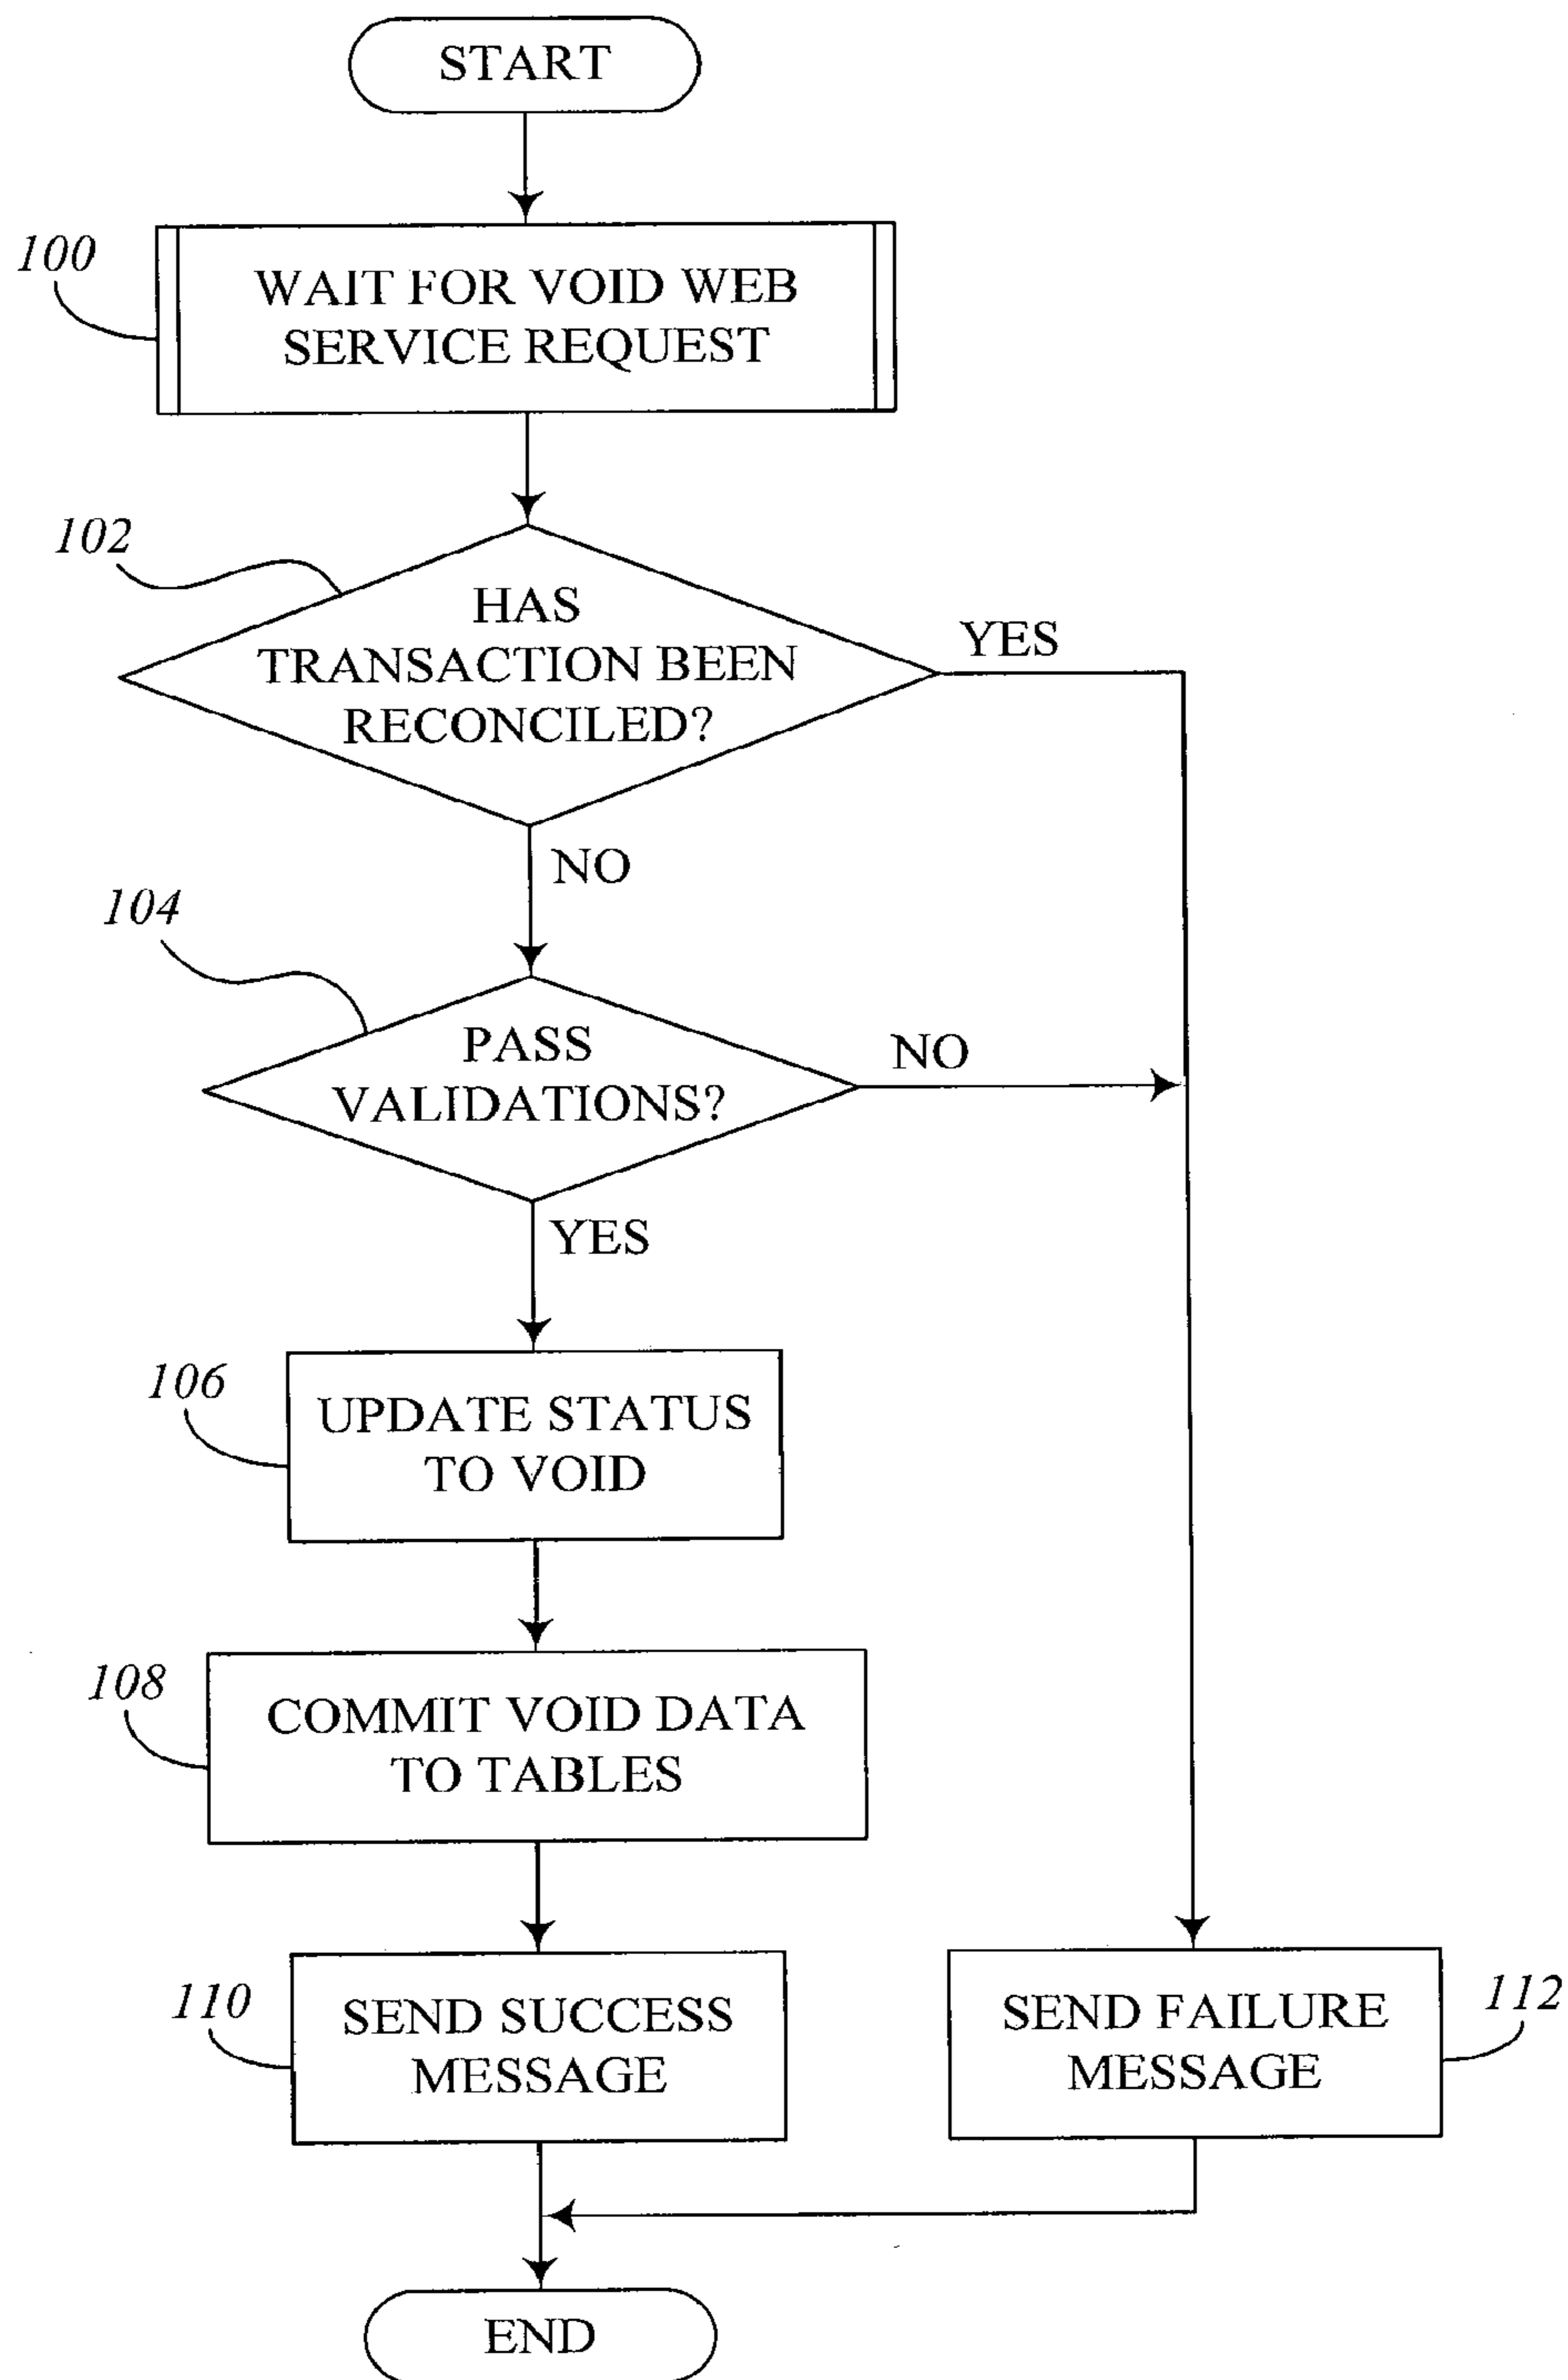 START
100
WAIT FOR VOID WEB
SERVICE REQUEST
102
HAS
TRANSACTION BEEN
RECONCILED?
YES
NO
104
PASS
VALIDATIONS?
NO
YES
106
UPDATE STATUS
TO VOID
108
COMMIT VOID DATA
TO TABLES
110
SEND SUCCESS
MESSAGE
SEND FAILURE
MESSAGE
112
END